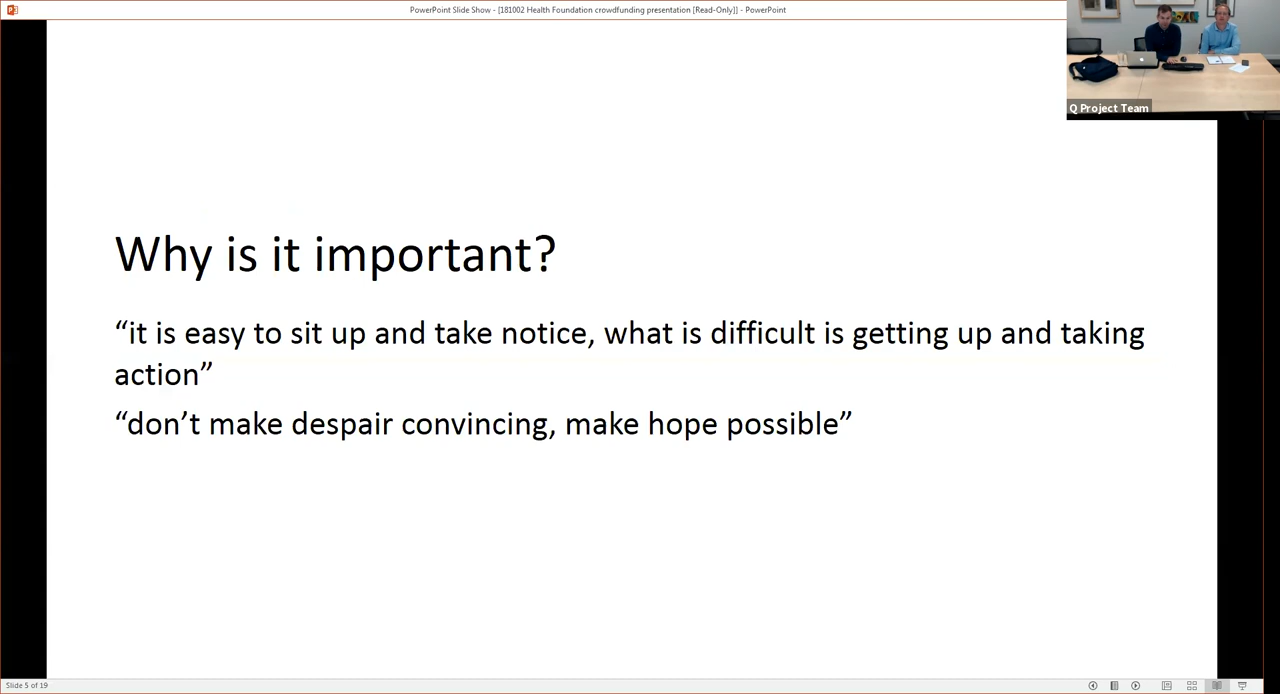 PowerPoint Slide Show - [181002 Health Foundation crowdfunding presentation [Read-Only]] - PowerPoint
Q Project Team
Why is it important?
“it is easy to sit up and take notice, what is difficult is getting up and taking
action”
“don’t make despair convincing, make hope possible”
Slide 5 of 19